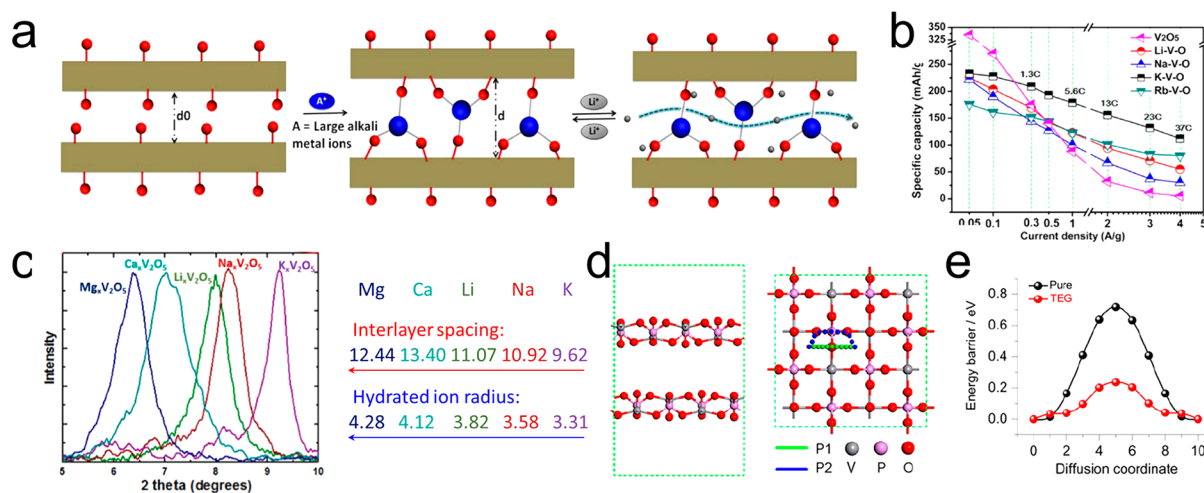 a
d0
A⁺
A = Large alkali
metal ions
d
Li⁺
Li⁺
b
Specific capacity (mAh/g)
350
325
250
200
150
100
50
0
V2O5
Li-V-O
Na-V-O
K-V-O
Rb-V-O
1.3C
5.6C
13C
23C
37C
0.05
0.1
0.3
0.5
1
2
3
4
5
Current density (A/g)
c
Intensity
MgₓV₂O₅
CaₓV₂O₅
LiₓV₂O₅
NaₓV₂O₅
KₓV₂O₅
5 6 7 8 9 10
2 theta (degrees)
Mg Ca Li Na K
Interlayer spacing:
12.44 13.40 11.07 10.92 9.62
Hydrated ion radius:
4.28 4.12 3.82 3.58 3.31
d
P1 V P O
P2
e
Energy barrier / eV
Pure
TEG
0.8
0.6
0.4
0.2
0.0
0 2 4 6 8 10
Diffusion coordinate